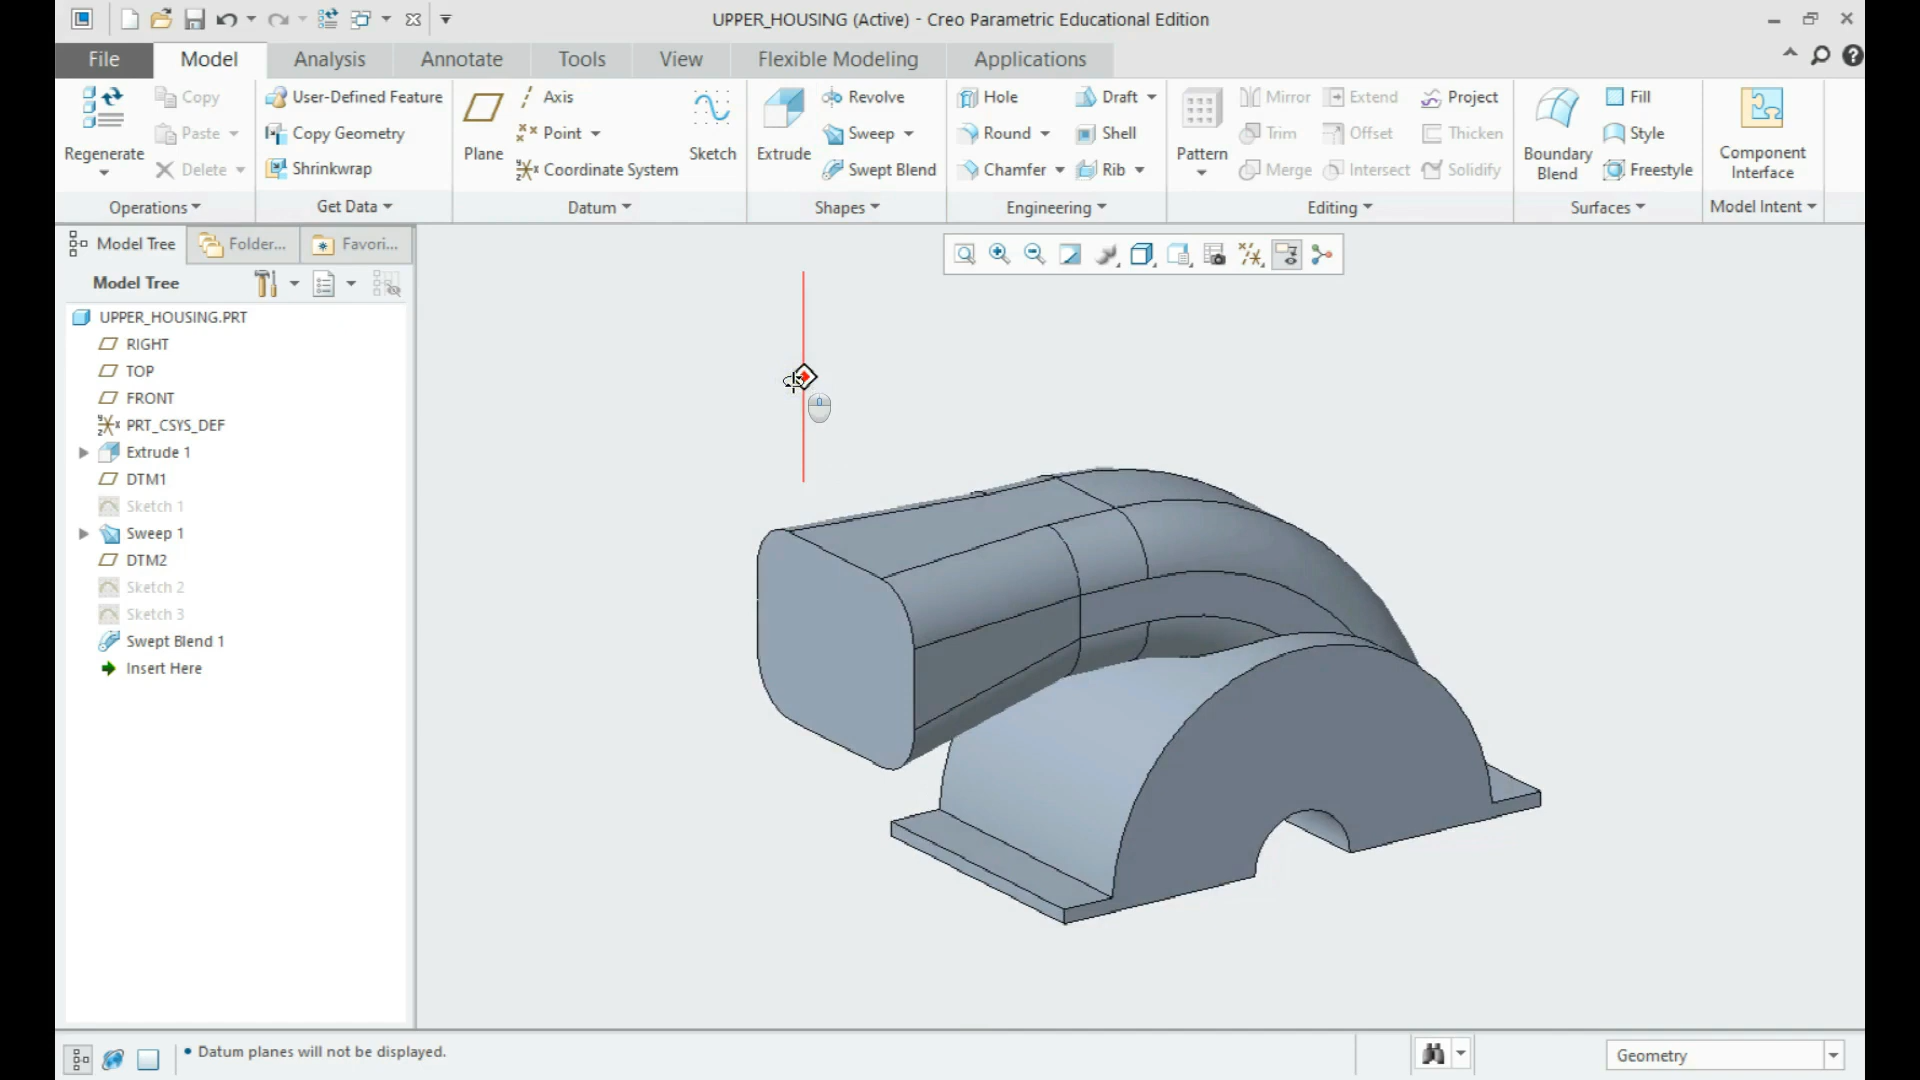 UPPER_HOUSING (Active) - Creo Parametric Educational Edition
File Model Analysis Annotate Tools View Flexible Modeling Applications
Copy User-Defined Feature Axis Revolve Hole Draft Mirror Extend Project Fill
Paste Copy Geometry Point Sweep Round Shell Trim Offset Thicken Style
Regenerate Delete Shrinkwrap Plane Coordinate System Sketch Extrude Swept Blend Chamfer Rib Pattern Merge Intersect Solidify Boundary Blend Freestyle Component Interface
Operations Get Data Datum Shapes Engineering Editing Surfaces Model Intent
Model Tree Folder... Favori...
Model Tree
UPPER_HOUSING.PRT
RIGHT
TOP
FRONT
PRT_CSYS_DEF
Extrude 1
DTM1
Sketch 1
Sweep 1
DTM2
Sketch 2
Sketch 3
Swept Blend 1
Insert Here
• Datum planes will not be displayed.
Geometry